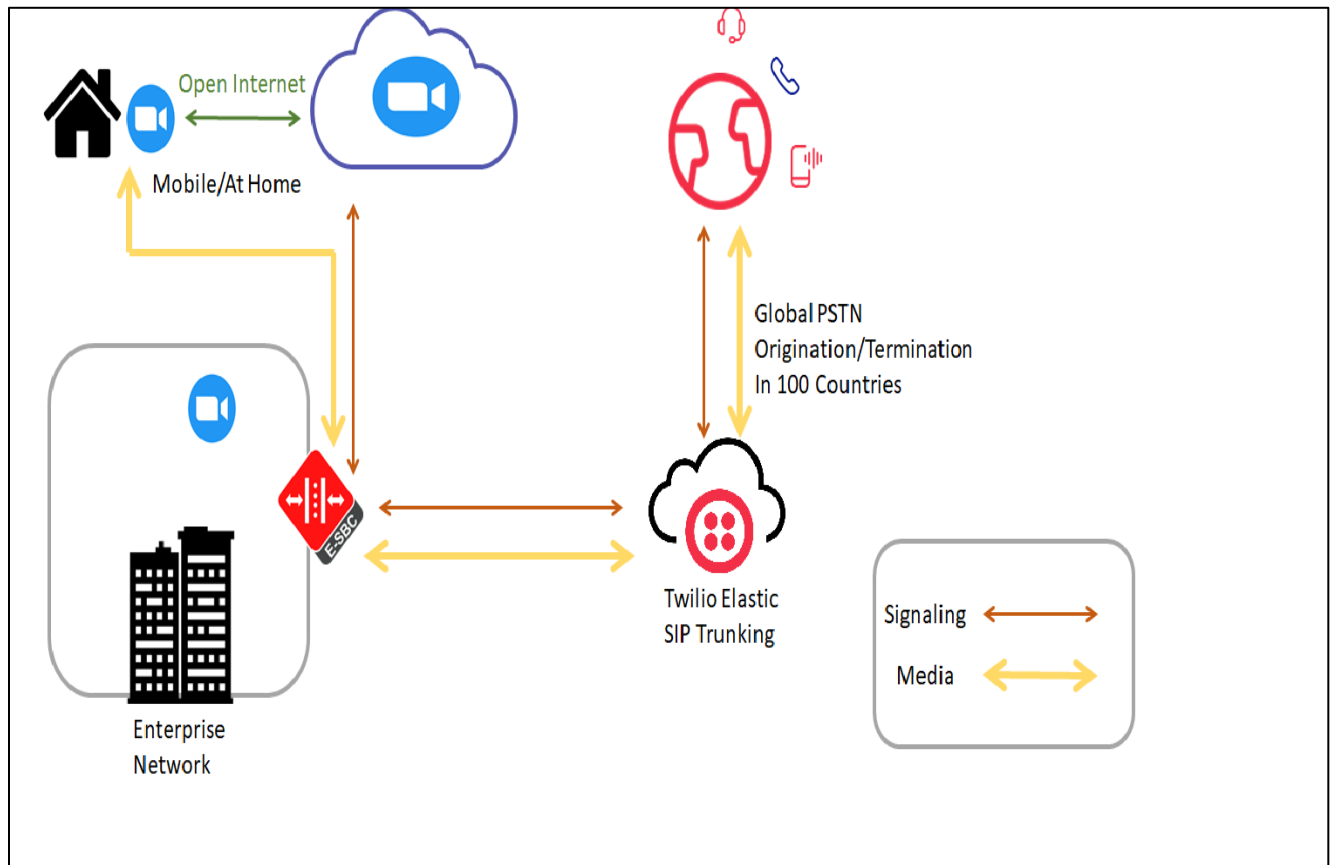 Open Internet
Mobile/At Home
Global PSTN
Origination/Termination
In 100 Countries
E-SBC
Twilio Elastic
SIP Trunking
Signaling
Media
Enterprise
Network